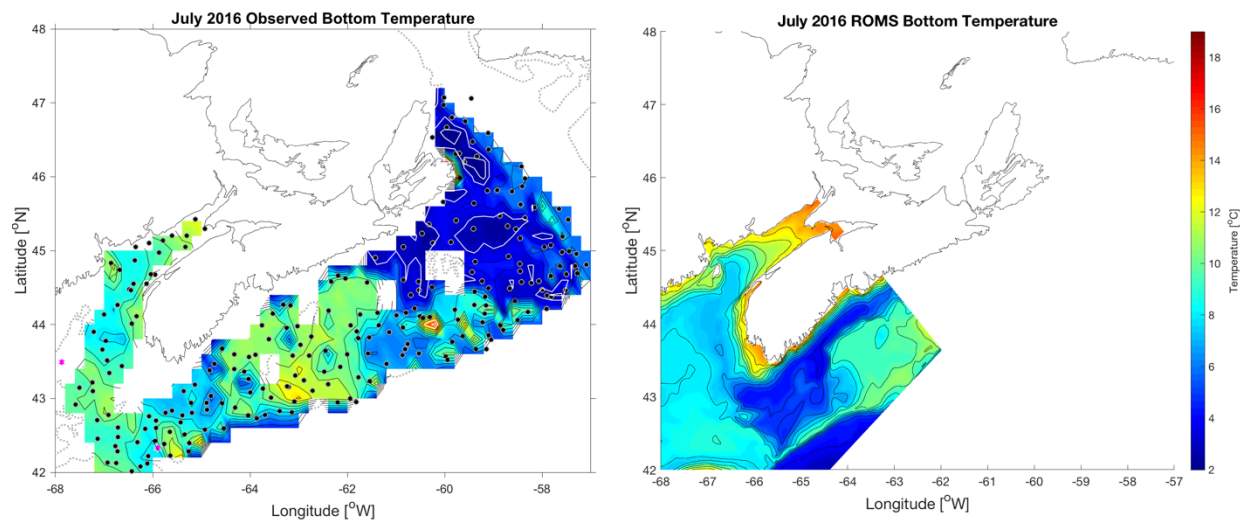 July 2016 Observed Bottom Temperature
48
47
46
45
44
43
42
Latitude [°N]
-68 -66 -64 -62 -60 -58 -57
Longitude [°W]
July 2016 ROMS Bottom Temperature
48
47
46
45
44
43
42
Latitude [°N]
-68 -67 -66 -65 -64 -63 -62 -61 -60 -59 -58 -57
Longitude [°W]
18
16
14
12
10
8
6
4
2
Temperature [°C]